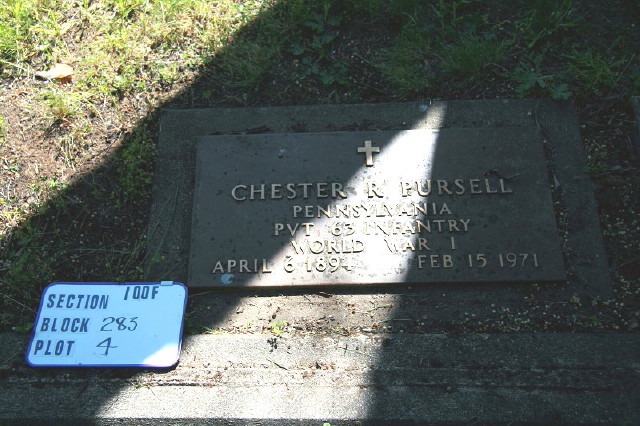 CHESTER R PURSELL
PENNSYLVANIA
PVT 63 INFANTRY
WORLD WAR I
APRIL 6 1894 FEB 15 1971
SECTION 100F
BLOCK 283
PLOT 4